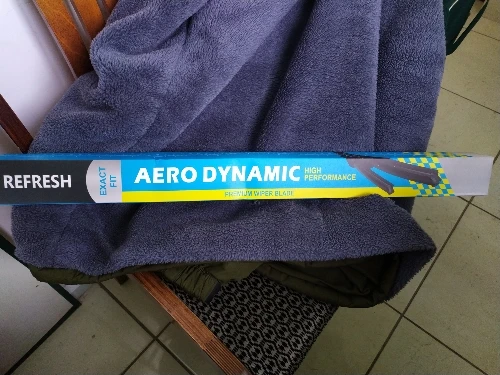 REFRESH
EXACT
FIT
AERO DYNAMIC
HIGH
PERFORMANCE
PREMIUM WIPER BLADE